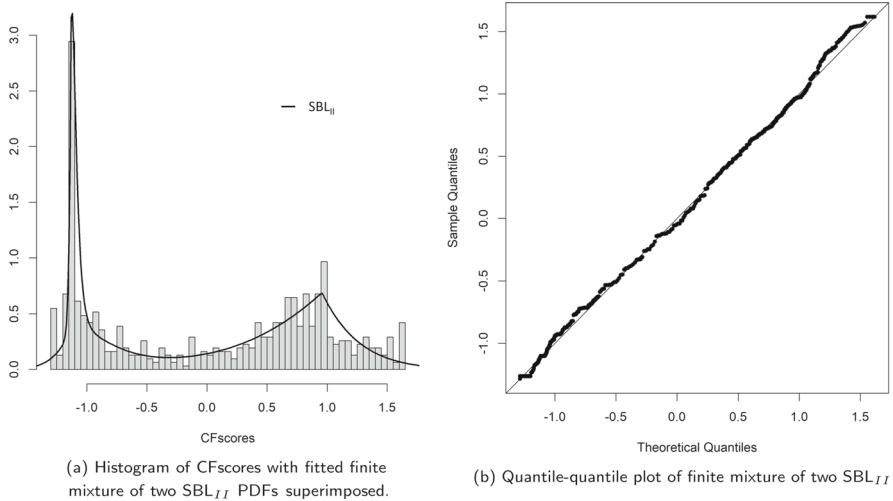 3.0
2.5
2.0
1.5
1.0
0.5
0.0
SBL_II
-1.0 -0.5 0.0 0.5 1.0 1.5
CFscores
(a) Histogram of CFscores with fitted finite
mixture of two SBL_II PDFs superimposed.
Sample Quantiles
1.5
1.0
0.5
0.0
-0.5
-1.0
-1.0 -0.5 0.0 0.5 1.0 1.5
Theoretical Quantiles
(b) Quantile-quantile plot of finite mixture of two SBL_II